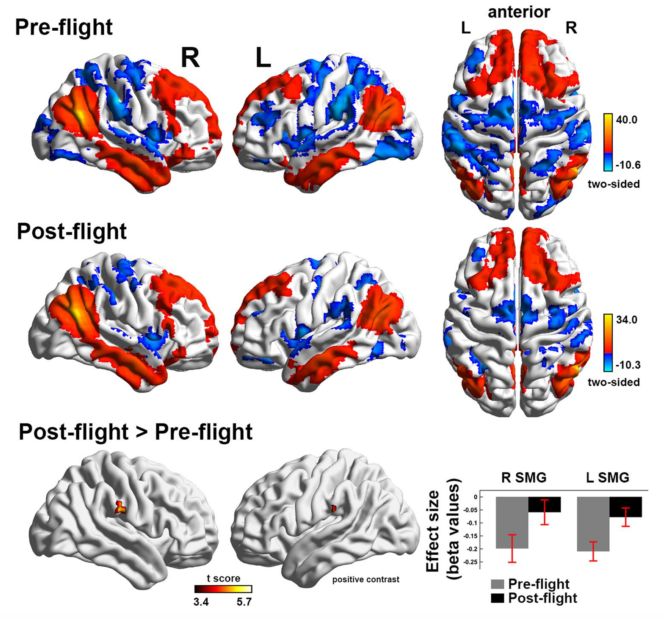 Pre-flight
R
L
anterior
L
R
40.0
-10.6
two-sided
Post-flight
34.0
-10.3
two-sided
Post-flight > Pre-flight
t score
3.4
5.7
positive contrast
R SMG
L SMG
Effect size
(beta values)
0
-0.05
-0.1
-0.15
-0.2
-0.25
Pre-flight
Post-flight